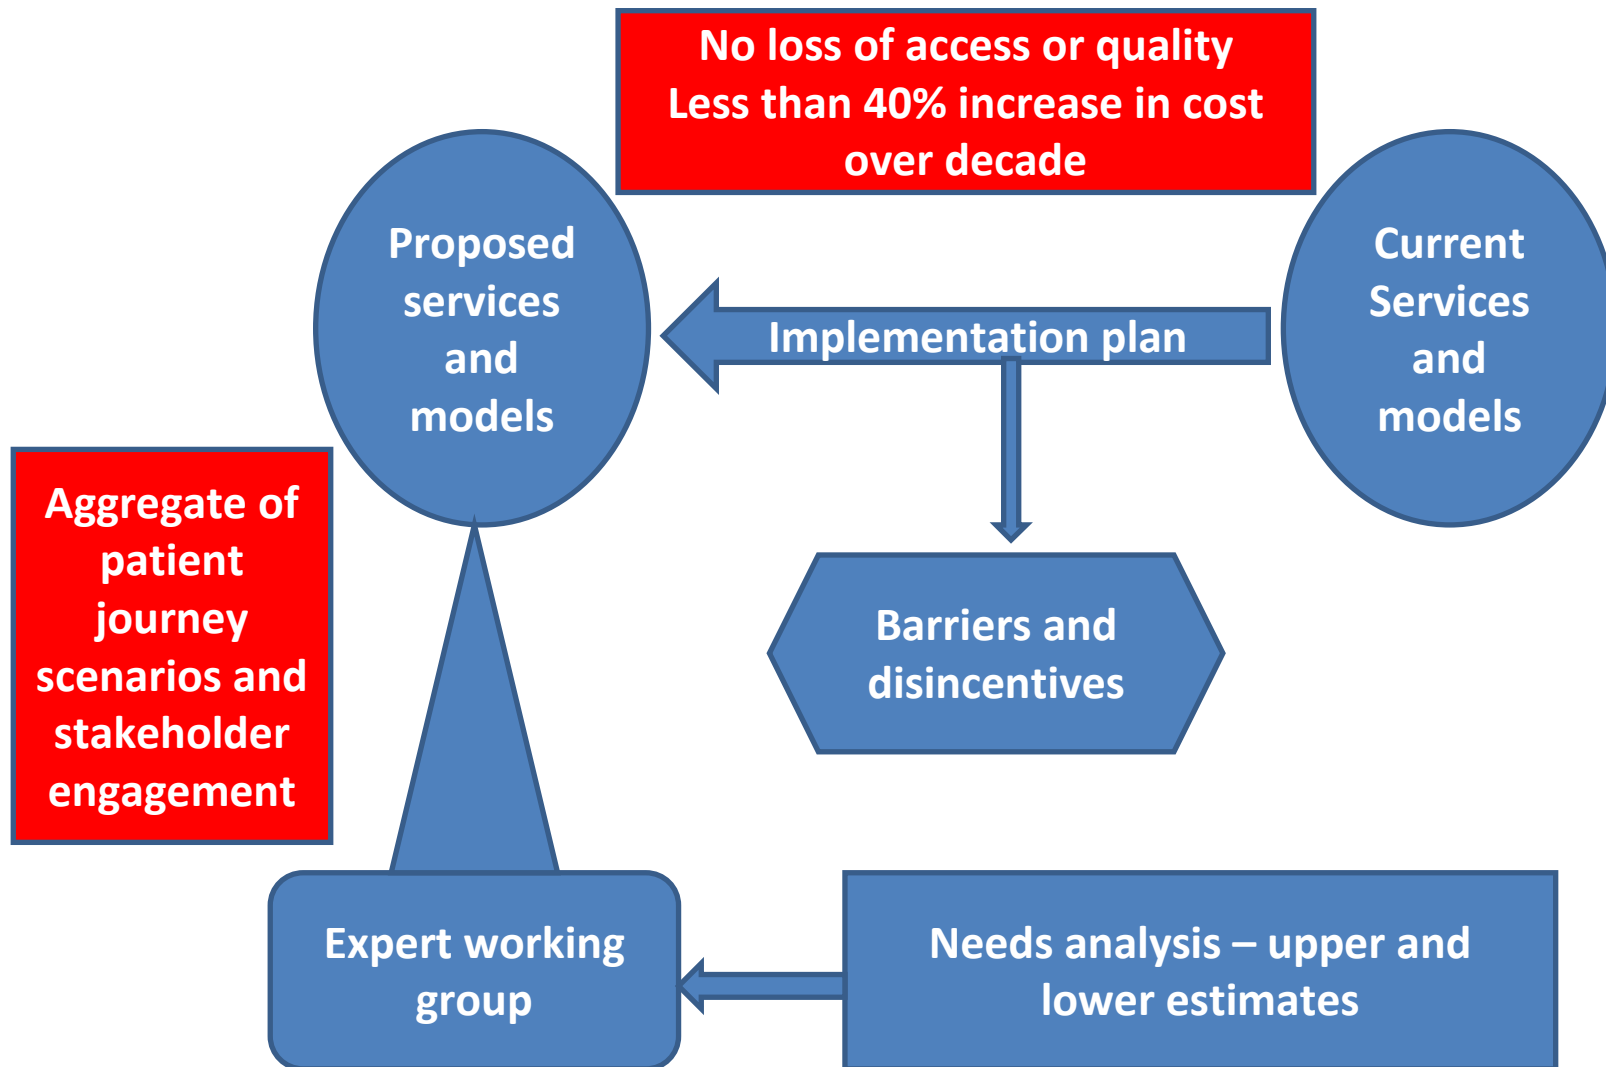 No loss of access or quality
Less than 40% increase in cost
over decade
Proposed
services
and
models
Implementation plan
Current
Services
and
models
Aggregate of
patient
journey
scenarios and
stakeholder
engagement
Barriers and
disincentives
Expert working
group
Needs analysis – upper and
lower estimates